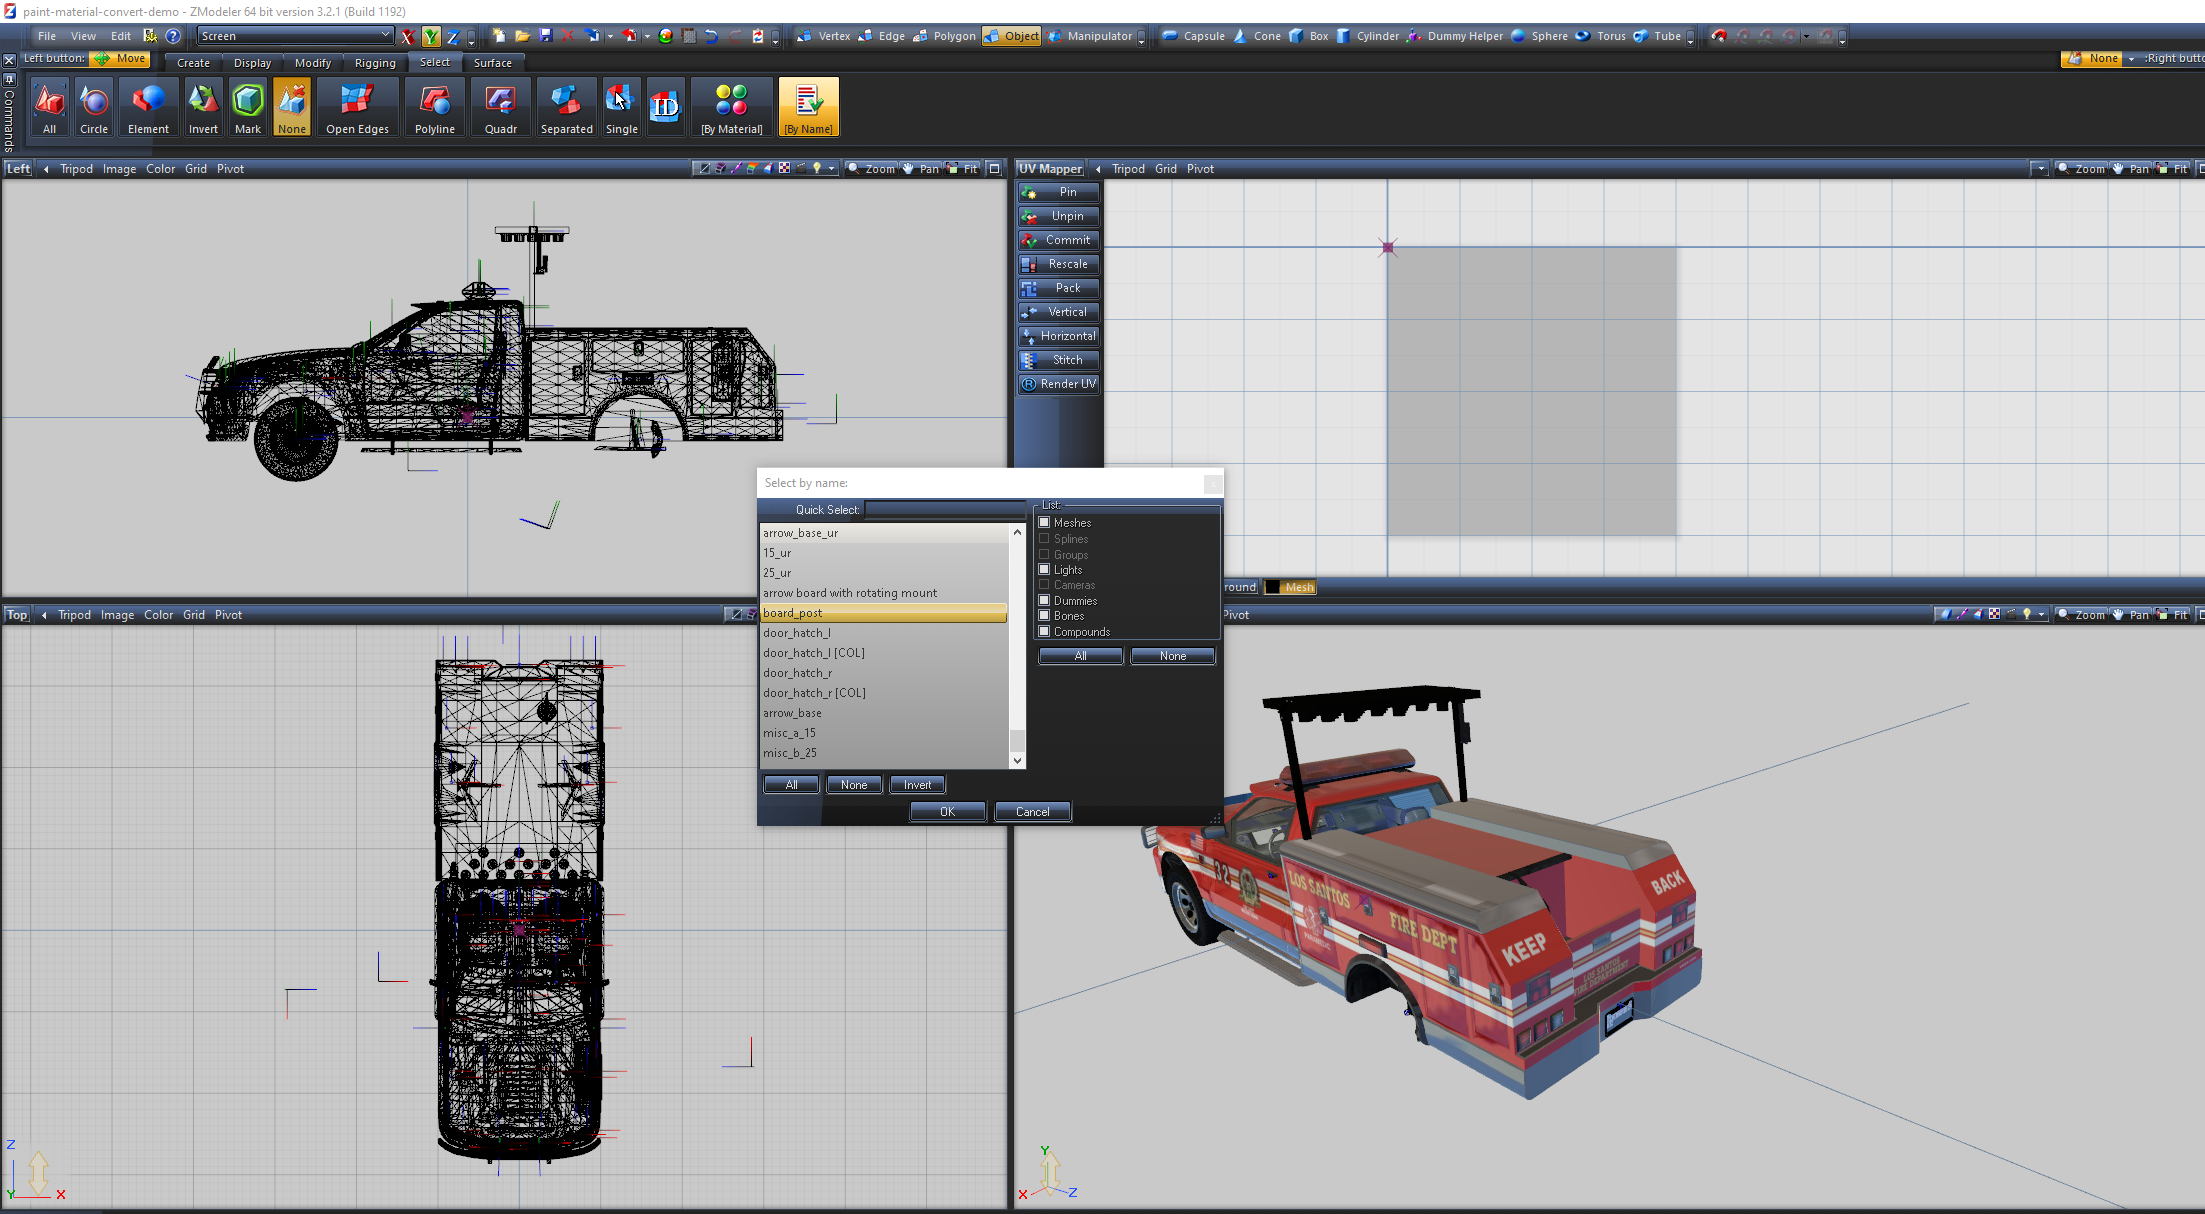 paint-material-convert-demo - ZModeler 64 bit version 3.2.1 (Build 1192)
File View Edit Screen X Y Z Vertex Edge Polygon Object Manipulator Capsule Cone Box Cylinder Dummy Helper Sphere Torus Tube
Left button: Move Create Display Modify Rigging Select Surface None :Right butto
Commands
All Circle Element Invert Mark None Open Edges Polyline Quadr Separated Single ID [By Material] [By Name]
Left Tripod Image Color Grid Pivot Zoom Pan Fit
UV Mapper Tripod Grid Pivot Zoom Pan Fit
Pin
Unpin
Commit
Rescale
Pack
Vertical
Horizontal
Stitch
Render UV
Select by name:
Quick Select:
arrow_base_ur
15_ur
25_ur
arrow board with rotating mount
board_post
door_hatch_l
door_hatch_l [COL]
door_hatch_r
door_hatch_r [COL]
arrow_base
misc_a_15
misc_b_25
All None Invert
OK Cancel
List:
Meshes
Splines
Groups
Lights
Cameras
Dummies
Bones
Compounds
All None
round Mesh
Top Tripod Image Color Grid Pivot
Pivot Zoom Pan Fit
32
LOS SANTOS
FIRE DEPT
PARAMEDIC
KEEP
BACK
LOS SANTOS
FIRE DEPARTMENT
Z
Y X
Y
X Z